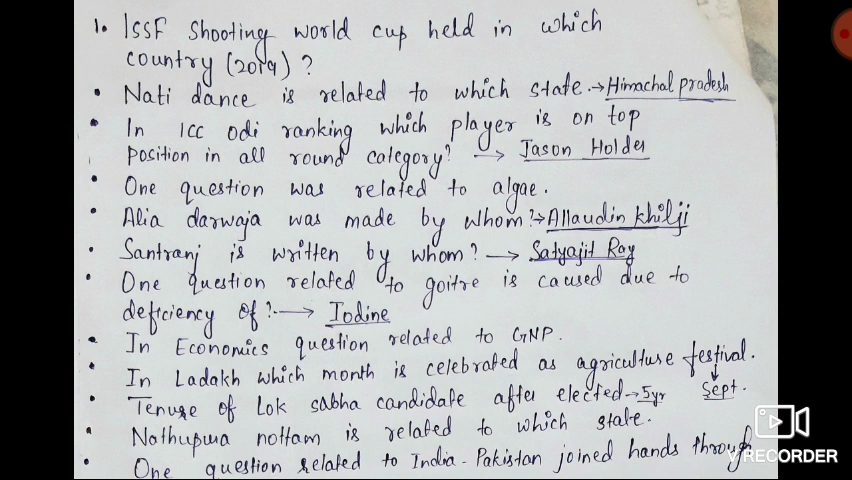 1. ISSF Shooting world cup held in which
country (2019) ?
• Nati dance is related to which state. → Himachal pradesh
• In ICC odi ranking which player is on top
position in all round category? → Jason Holder
• One question was related to algae.
• Alia darwaja was made by whom? → Allaudin khilji
• Santranj is written by whom? → Satyajit Ray
• One question related to goitre is caused due to
deficiency of ? → Iodine
• In Economics question related to GNP.
• In Ladakh which month is celebrated as agriculture festival.
↓
Sept.
• Tenure of Lok sabha candidate after elected → 5yr
• Nothupura nottam is related to which state.
• One question related to India - Pakistan joined hands through
RECORDER